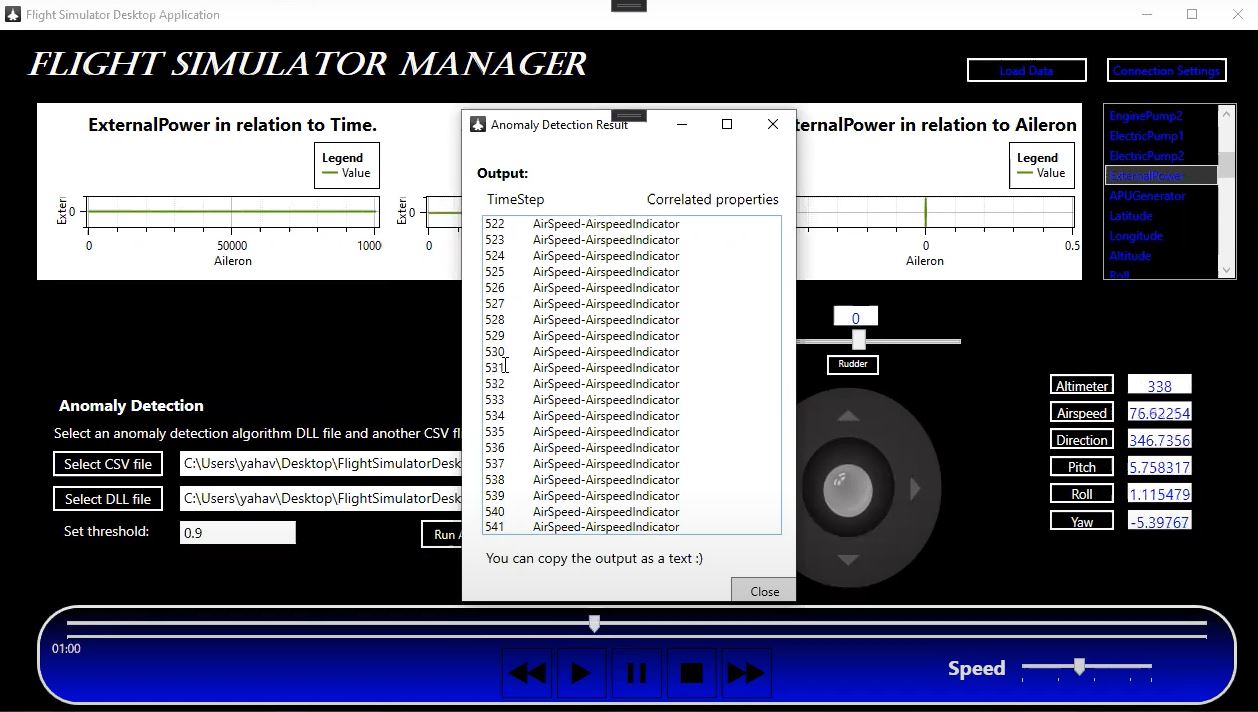 Flight Simulator Desktop Application
FLIGHT SIMULATOR MANAGER
Load Data
Connection Settings
ExternalPower in relation to Time.
Legend
Value
0
0
50000
1000
Aileron
0
0
ternalPower in relation to Aileron
Legend
Value
0
0.5
Aileron
EnginePump2
ElectricPump1
ElectricPump2
ExternalPower
APUGenerator
Latitude
Longitude
Altitude
Roll
Anomaly Detection Result
Output:
TimeStep Correlated properties
522 AirSpeed-AirspeedIndicator
523 AirSpeed-AirspeedIndicator
524 AirSpeed-AirspeedIndicator
525 AirSpeed-AirspeedIndicator
526 AirSpeed-AirspeedIndicator
527 AirSpeed-AirspeedIndicator
528 AirSpeed-AirspeedIndicator
529 AirSpeed-AirspeedIndicator
530 AirSpeed-AirspeedIndicator
531 AirSpeed-AirspeedIndicator
532 AirSpeed-AirspeedIndicator
533 AirSpeed-AirspeedIndicator
534 AirSpeed-AirspeedIndicator
535 AirSpeed-AirspeedIndicator
536 AirSpeed-AirspeedIndicator
537 AirSpeed-AirspeedIndicator
538 AirSpeed-AirspeedIndicator
539 AirSpeed-AirspeedIndicator
540 AirSpeed-AirspeedIndicator
541 AirSpeed-AirspeedIndicator
You can copy the output as a text :)
Close
0
Rudder
Anomaly Detection
Select an anomaly detection algorithm DLL file and another CSV fi
Select CSV file C:\Users\yahav\Desktop\FlightSimulatorDesk
Select DLL file C:\Users\yahav\Desktop\FlightSimulatorDesk
Set threshold: 0.9
Run
Altimeter 338
Airspeed 76.62254
Direction 346.7356
Pitch 5.758317
Roll 1.115479
Yaw -5.39767
01:00
Speed